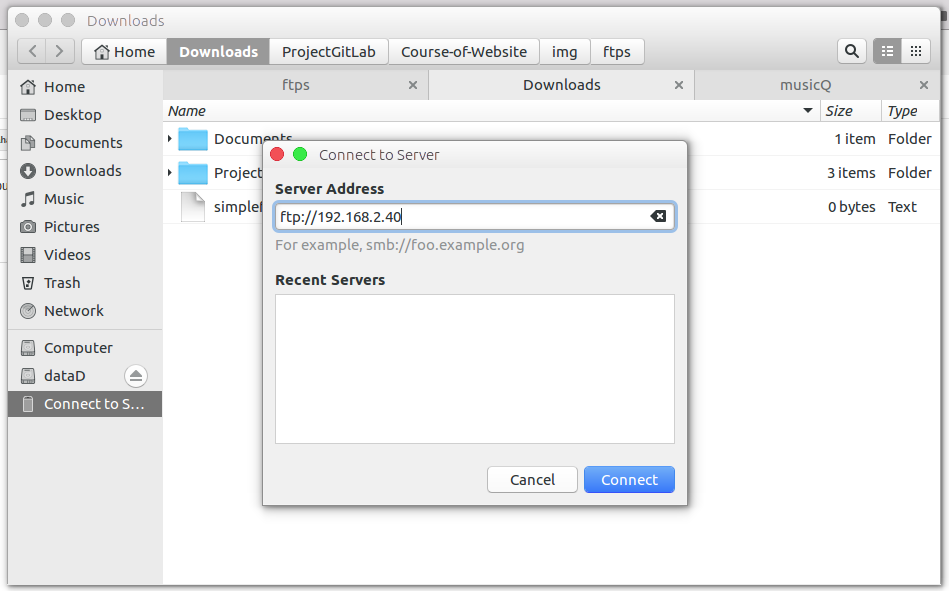 Downloads
Home Downloads ProjectGitLab Course-of-Website img ftps
ftps Downloads musicQ
Name Size Type
Home
Desktop
Documents
Downloads
Music
Pictures
Videos
Trash
Network
Computer
dataD
Connect to S...
Documents 1 item Folder
Project 3 items Folder
0 bytes Text
Connect to Server
Server Address
ftp://192.168.2.40
For example, smb://foo.example.org
Recent Servers
Cancel Connect